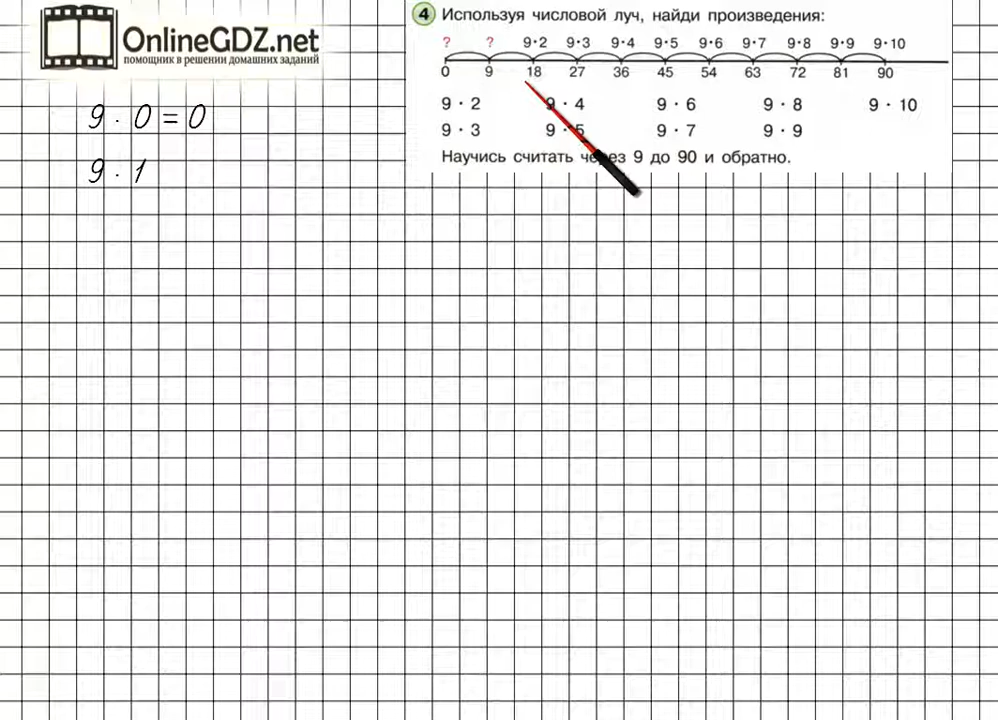 OnlineGDZ.net
помощник в решении домашних заданий
9 · 0 = 0
9 · 1
4 Используя числовой луч, найди произведения:
? ? 9·2 9·3 9·4 9·5 9·6 9·7 9·8 9·9 9·10
0 9 18 27 36 45 54 63 72 81 90
9 · 2 9 · 4 9 · 6 9 · 8 9 · 10
9 · 3 9 · 5 9 · 7 9 · 9
Научись считать через 9 до 90 и обратно.